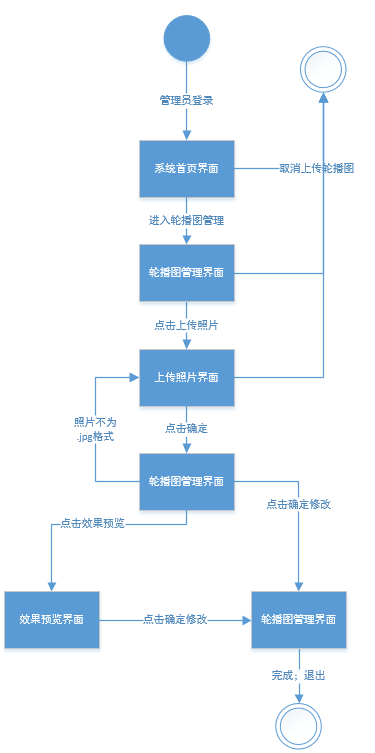 管理员登录
系统首页界面
取消上传轮播图
进入轮播图管理
轮播图管理界面
点击上传照片
上传照片界面
照片不为
.jpg格式
点击确定
轮播图管理界面
点击确定修改
点击效果预览
效果预览界面
点击确定修改
轮播图管理界面
完成；退出